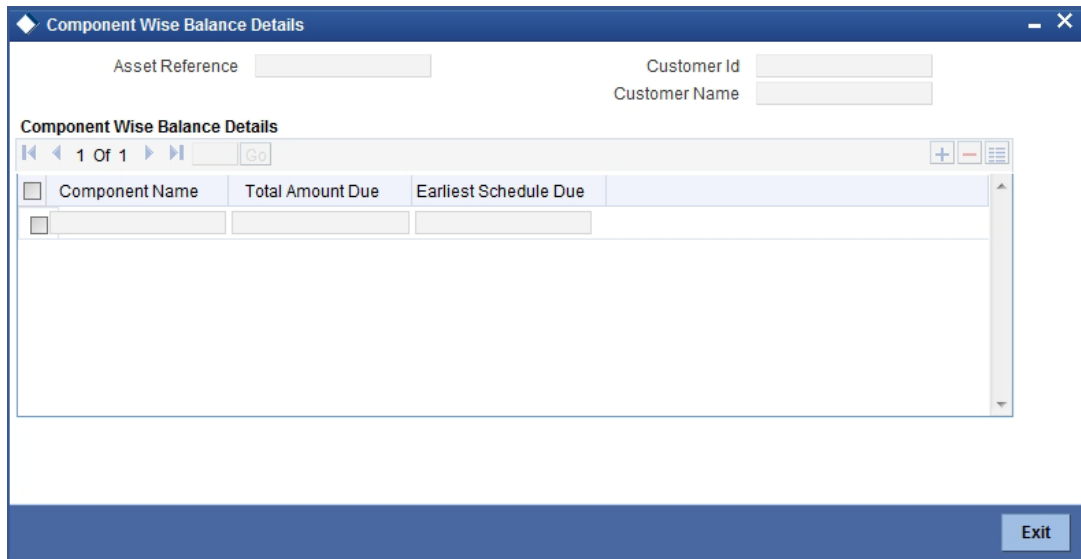 Component Wise Balance Details
Asset Reference
Customer Id
Customer Name
Component Wise Balance Details
1 Of 1 Go
Component Name Total Amount Due Earliest Schedule Due
Exit